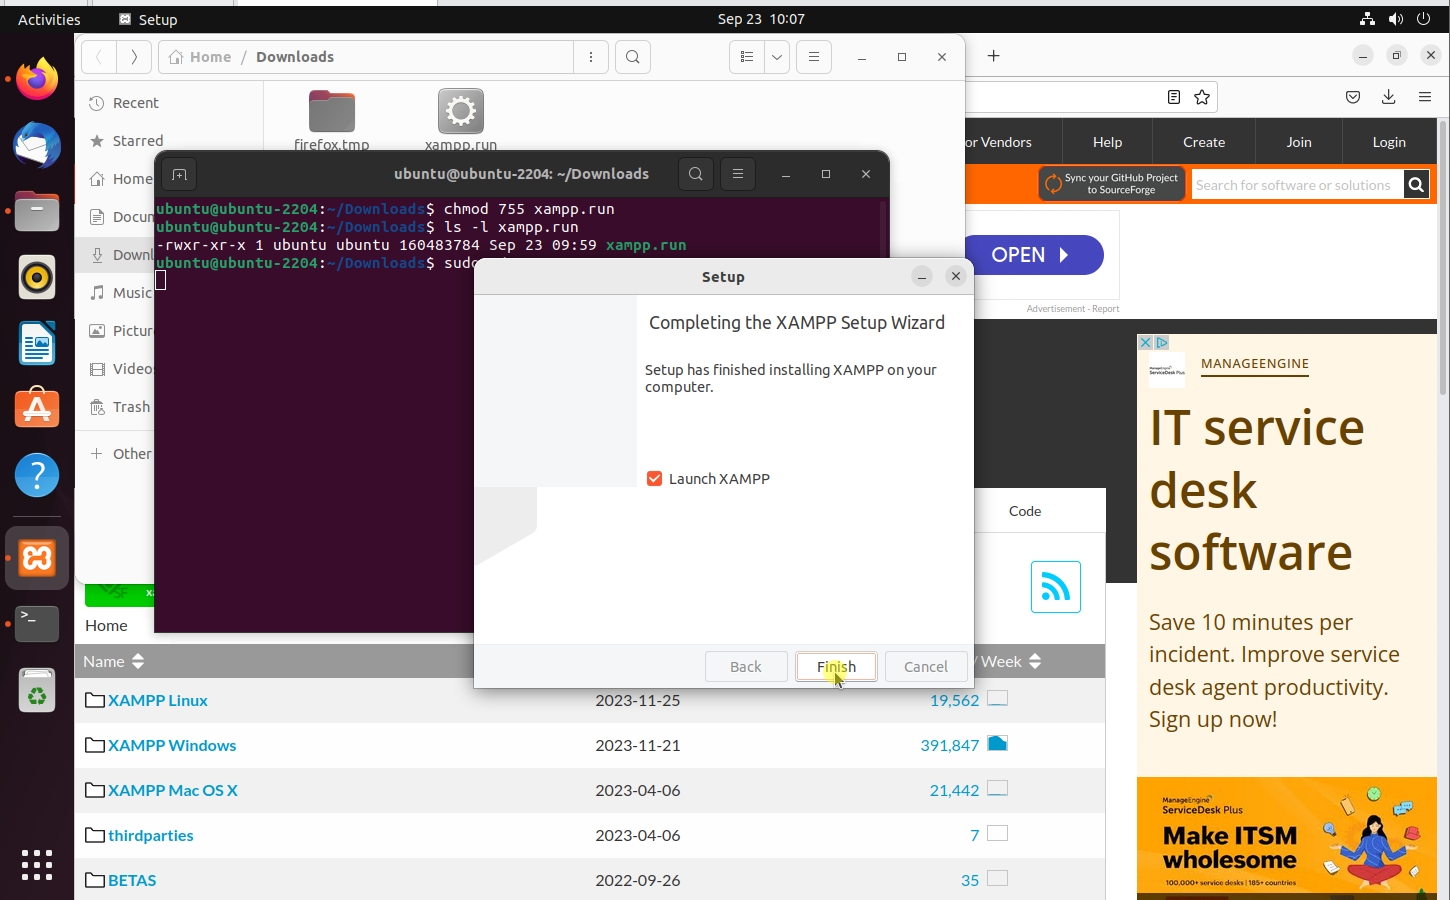 Activities
Setup
Sep 23 10:07
Home / Downloads
Recent
Starred
Home
Docum
Downl
Music
Pictur
Video
Trash
Other
firefox.tmp
xampp.run
ubuntu@ubuntu-2204: ~/Downloads
ubuntu@ubuntu-2204:~/Downloads$ chmod 755 xampp.run
ubuntu@ubuntu-2204:~/Downloads$ ls -l xampp.run
-rwxr-xr-x 1 ubuntu ubuntu 160483784 Sep 23 09:59 xampp.run
ubuntu@ubuntu-2204:~/Downloads$ sudo
Setup
Completing the XAMPP Setup Wizard
Setup has finished installing XAMPP on your
computer.
Launch XAMPP
Back
Finish
Cancel
or Vendors
Help
Create
Join
Login
Sync your GitHub Project
to SourceForge
Search for software or solutions
OPEN
Advertisement - Report
Code
Home
Name
/ Week
XAMPP Linux 2023-11-25 19,562
XAMPP Windows 2023-11-21 391,847
XAMPP Mac OS X 2023-04-06 21,442
thirdparties 2023-04-06 7
BETAS 2022-09-26 35
ManageEngine
ServiceDesk Plus
MANAGEENGINE
IT service
desk
software
Save 10 minutes per
incident. Improve service
desk agent productivity.
Sign up now!
ManageEngine
ServiceDesk Plus
Make ITSM
wholesome
100,000+ service desks | 185+ countries